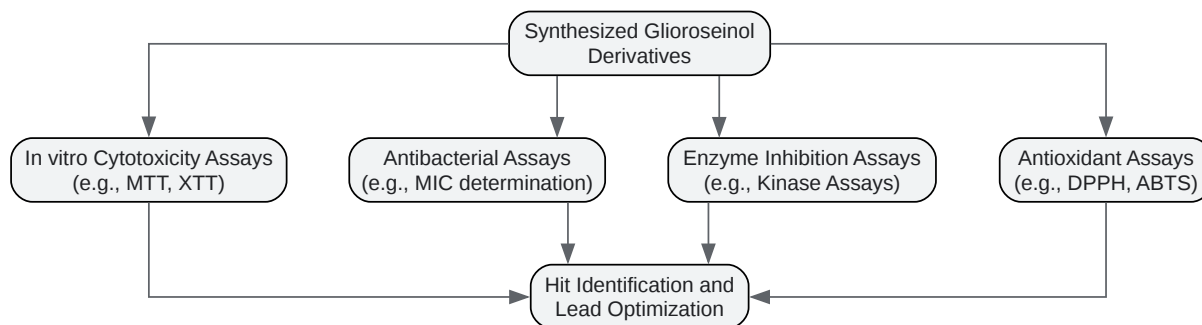 Synthesized Glioroseinol
Derivatives
In vitro Cytotoxicity Assays
(e.g., MTT, XTT)
Antibacterial Assays
(e.g., MIC determination)
Enzyme Inhibition Assays
(e.g., Kinase Assays)
Antioxidant Assays
(e.g., DPPH, ABTS)
Hit Identification and
Lead Optimization